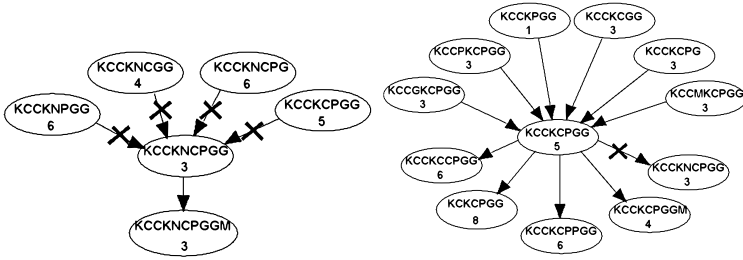 KCCKNPGG
6
KCCKNCGG
4
KCCKNCPG
6
KCCKCPGG
5
KCCKNCPGG
3
KCCKNCPGGM
3
KCCKPGG
1
KCCKCGG
3
KCCPKCPGG
3
KCCKCPG
3
KCCGKCPGG
3
KCCMKCPGG
3
KCCKCPGG
5
KCCKCCPGG
6
KCCKNCPGG
3
KCKCPGG
8
KCCKCPGGM
4
KCCKCPPGG
6